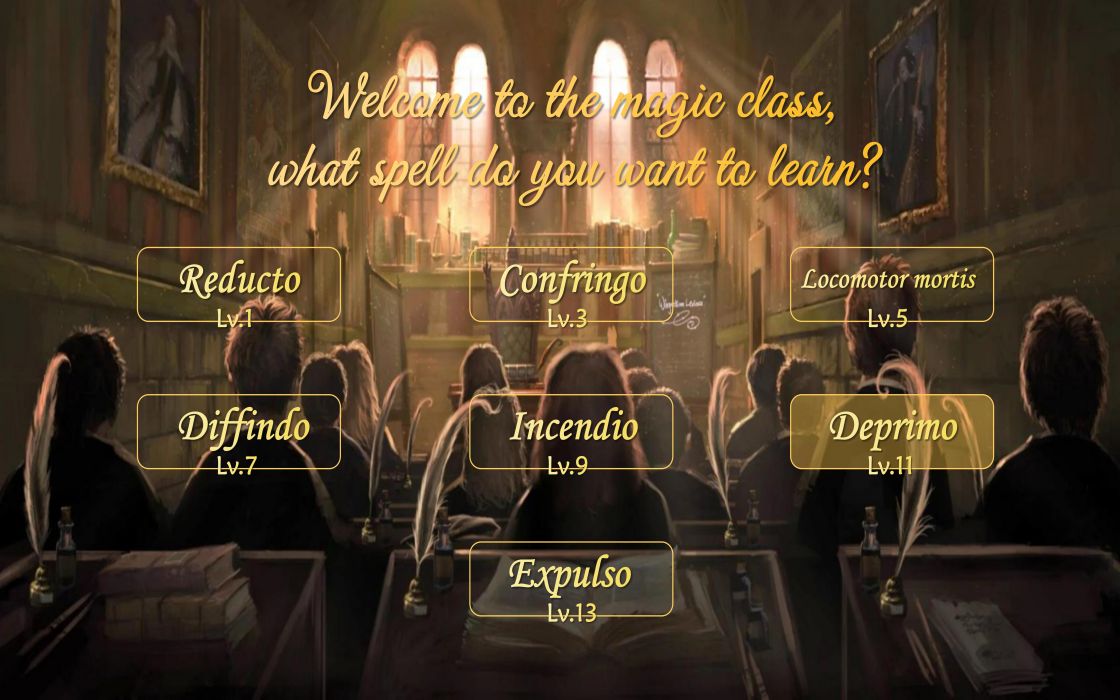 Welcome to the magic class,
what spell do you want to learn?
Reducto
Lv.1
Confringo
Lv.3
Locomotor mortis
Lv.5
Diffindo
Lv.7
Incendio
Lv.9
Deprimo
Lv.11
Expulso
Lv.13